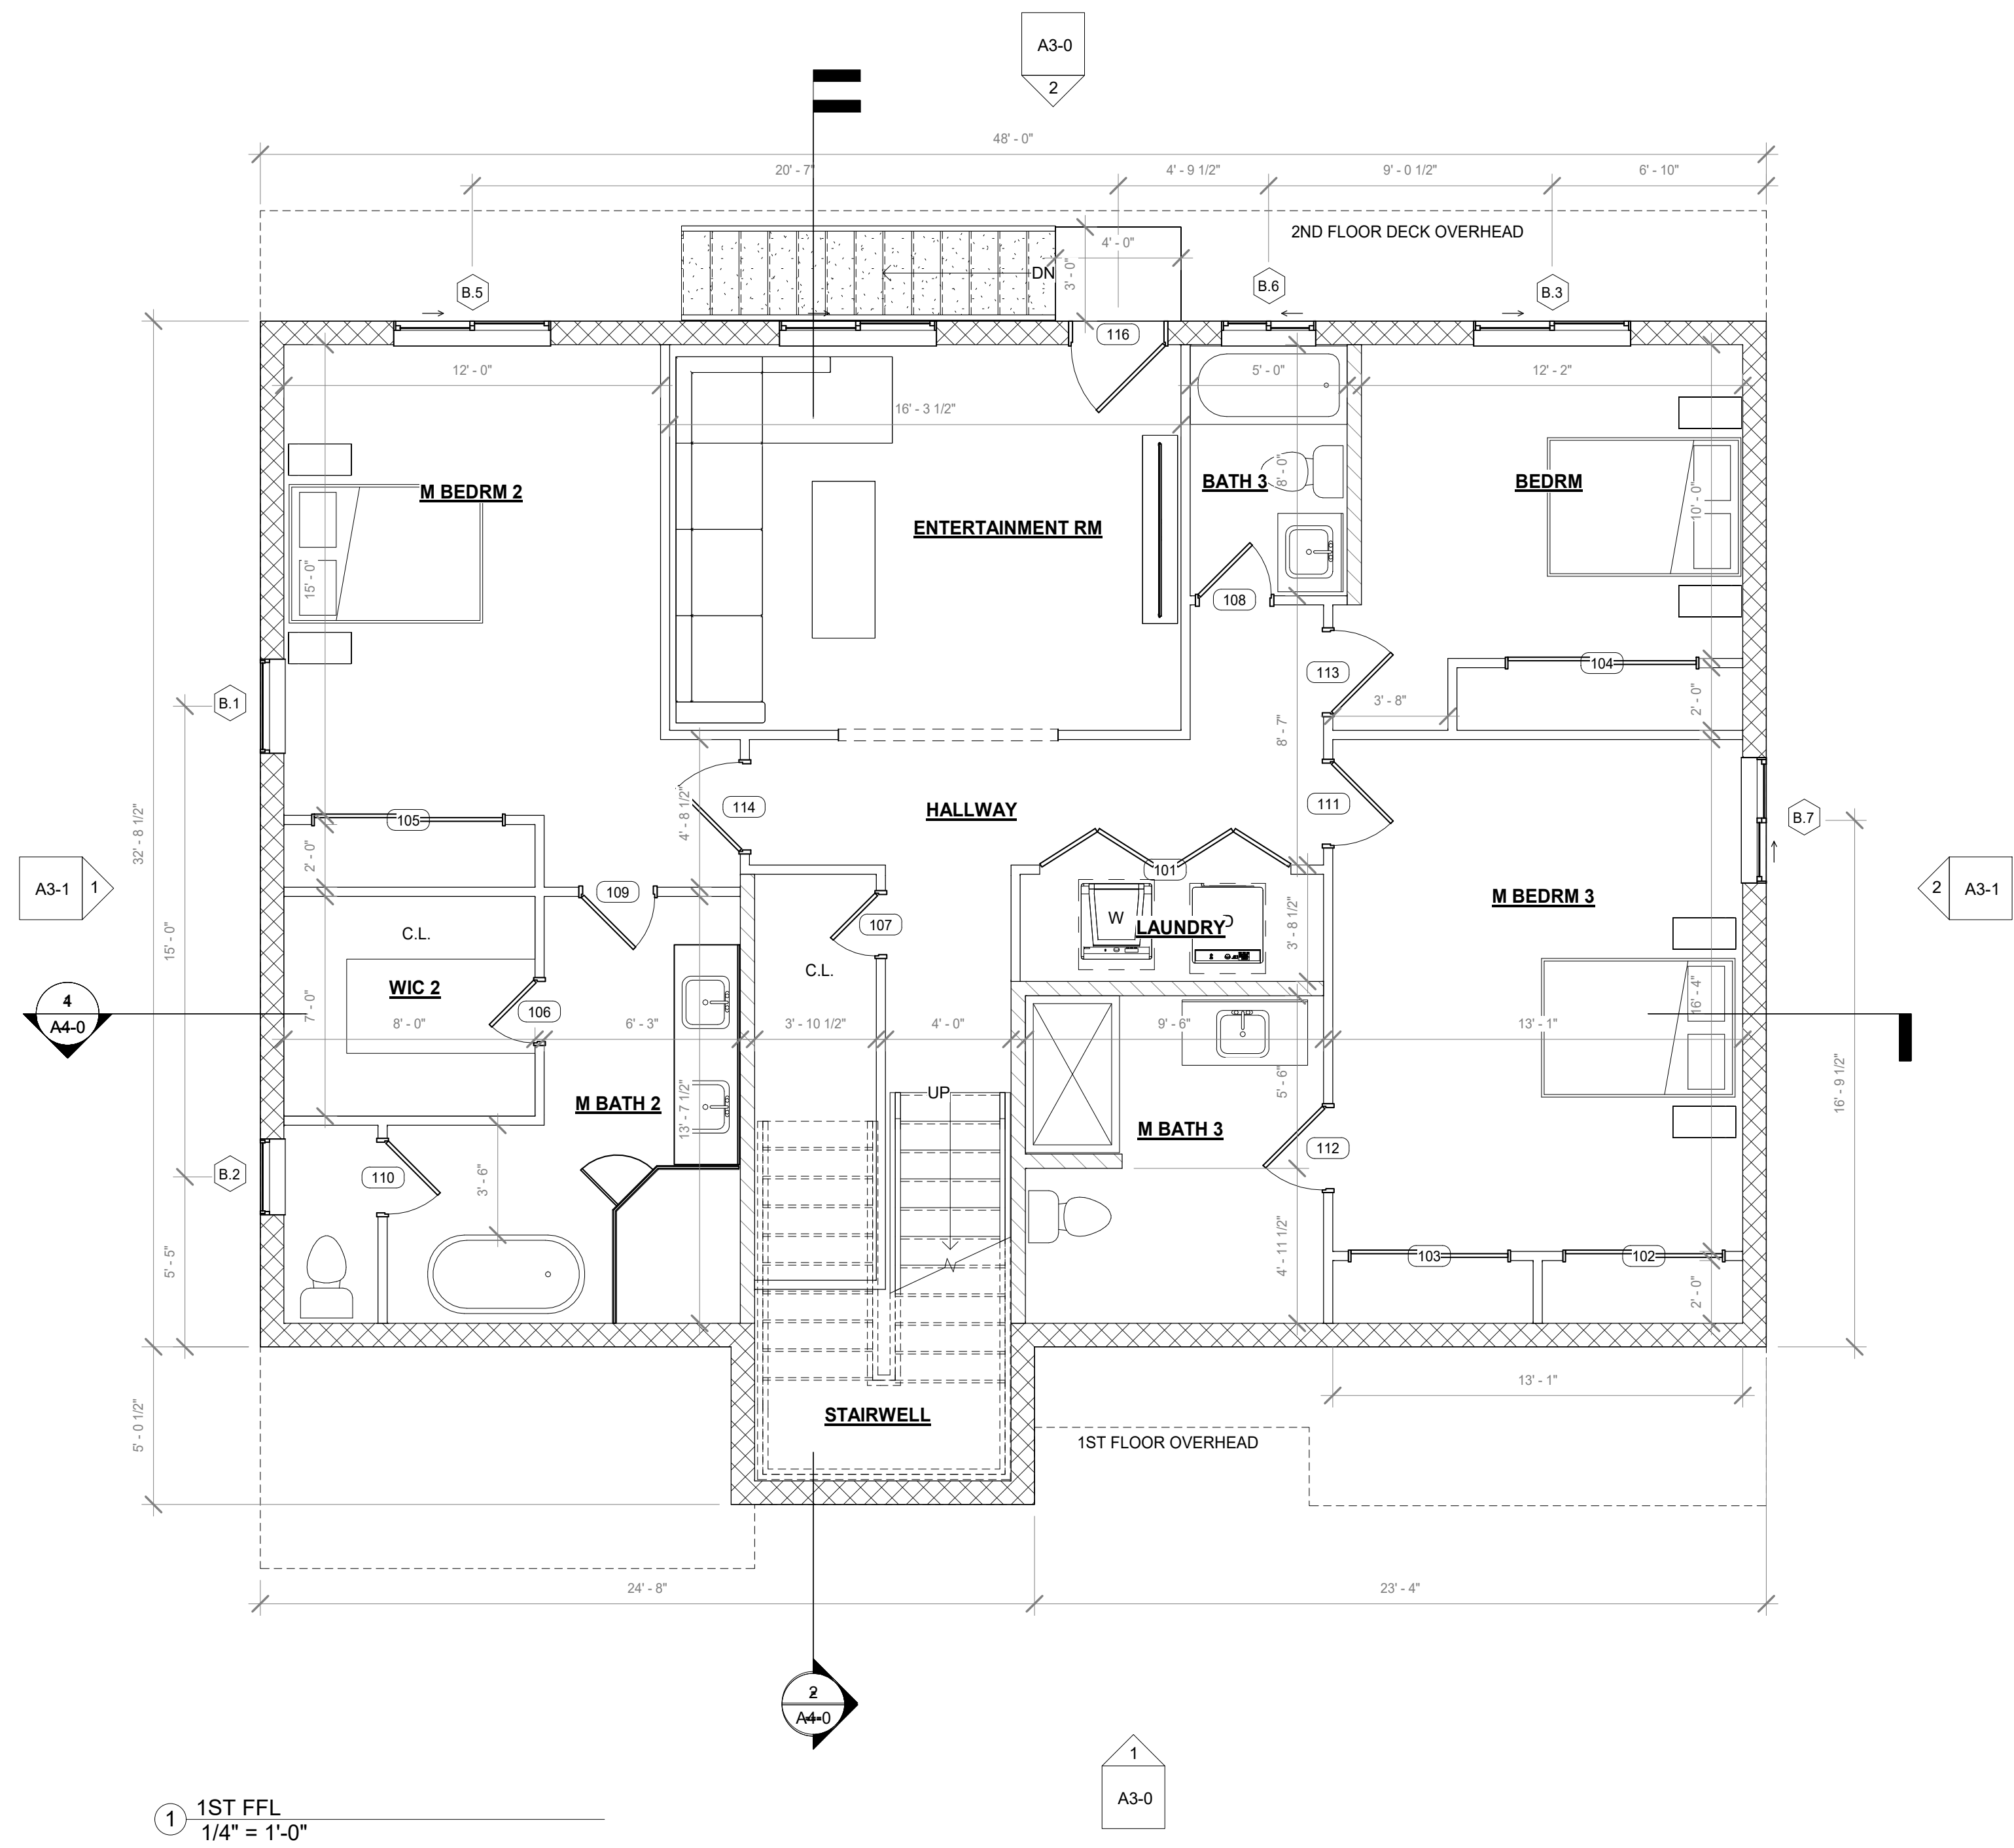 A3-0
2
48' - 0"
20' - 7"
4' - 9 1/2"
9' - 0 1/2"
6' - 10"
2ND FLOOR DECK OVERHEAD
4' - 0"
3' - 0"
DN
B.5
B.6
B.3
116
12' - 0"
16' - 3 1/2"
5' - 0"
12' - 2"
M BEDRM 2
ENTERTAINMENT RM
BATH 3
8' - 0"
BEDRM
10' - 0"
15' - 0"
108
113
104
3' - 8"
2' - 0"
B.1
8' - 7"
32' - 8 1/2"
105
114
4' - 8 1/2"
HALLWAY
111
B.7
2' - 0"
101
A3-1
1
109
107
W
LAUNDRY
3' - 8 1/2"
M BEDRM 3
2
A3-1
15' - 0"
C.L.
C.L.
WIC 2
4
A4-0
7' - 0"
106
8' - 0"
6' - 3"
3' - 10 1/2"
4' - 0"
9' - 6"
13' - 1"
16' - 4"
M BATH 2
13' - 7 1/2"
UP
5' - 6"
M BATH 3
112
16' - 9 1/2"
B.2
110
3' - 6"
5' - 5"
4' - 11 1/2"
103
102
2' - 0"
13' - 1"
5' - 0 1/2"
STAIRWELL
1ST FLOOR OVERHEAD
24' - 8"
23' - 4"
2
A4-0
1
A3-0
1
1ST FFL
1/4" = 1'-0"